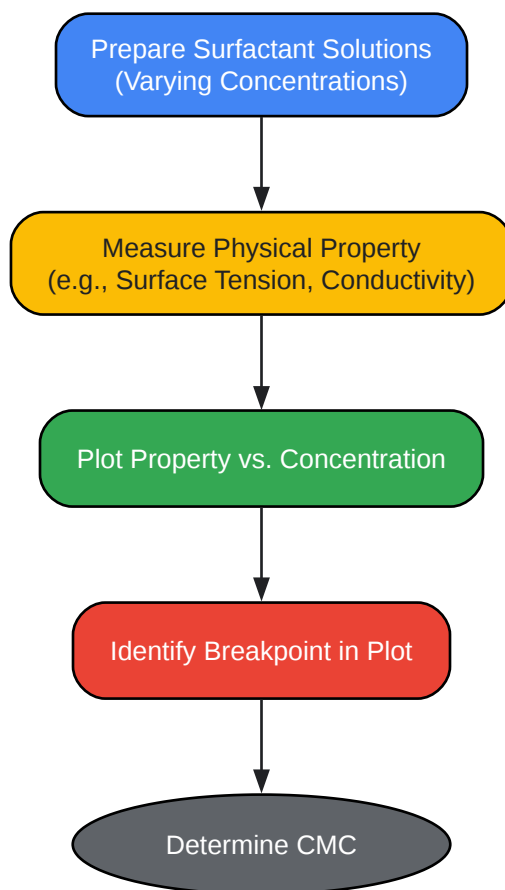 Prepare Surfactant Solutions
(Varying Concentrations)
Measure Physical Property
(e.g., Surface Tension, Conductivity)
Plot Property vs. Concentration
Identify Breakpoint in Plot
Determine CMC